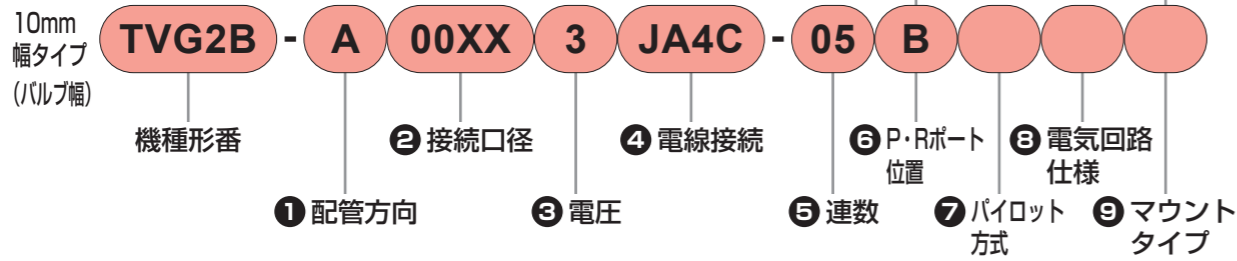 10mm
幅タイプ
(バルブ幅)
TVG2B - A 00XX 3 JA4C - 05 B
機種形番
❷ 接続口径
❹ 電線接続
❻ P・Rポート
位置
❽ 電気回路
仕様
❶ 配管方向
❸ 電圧
❺ 連数
❼ パイロット
方式
❾ マウント
タイプ